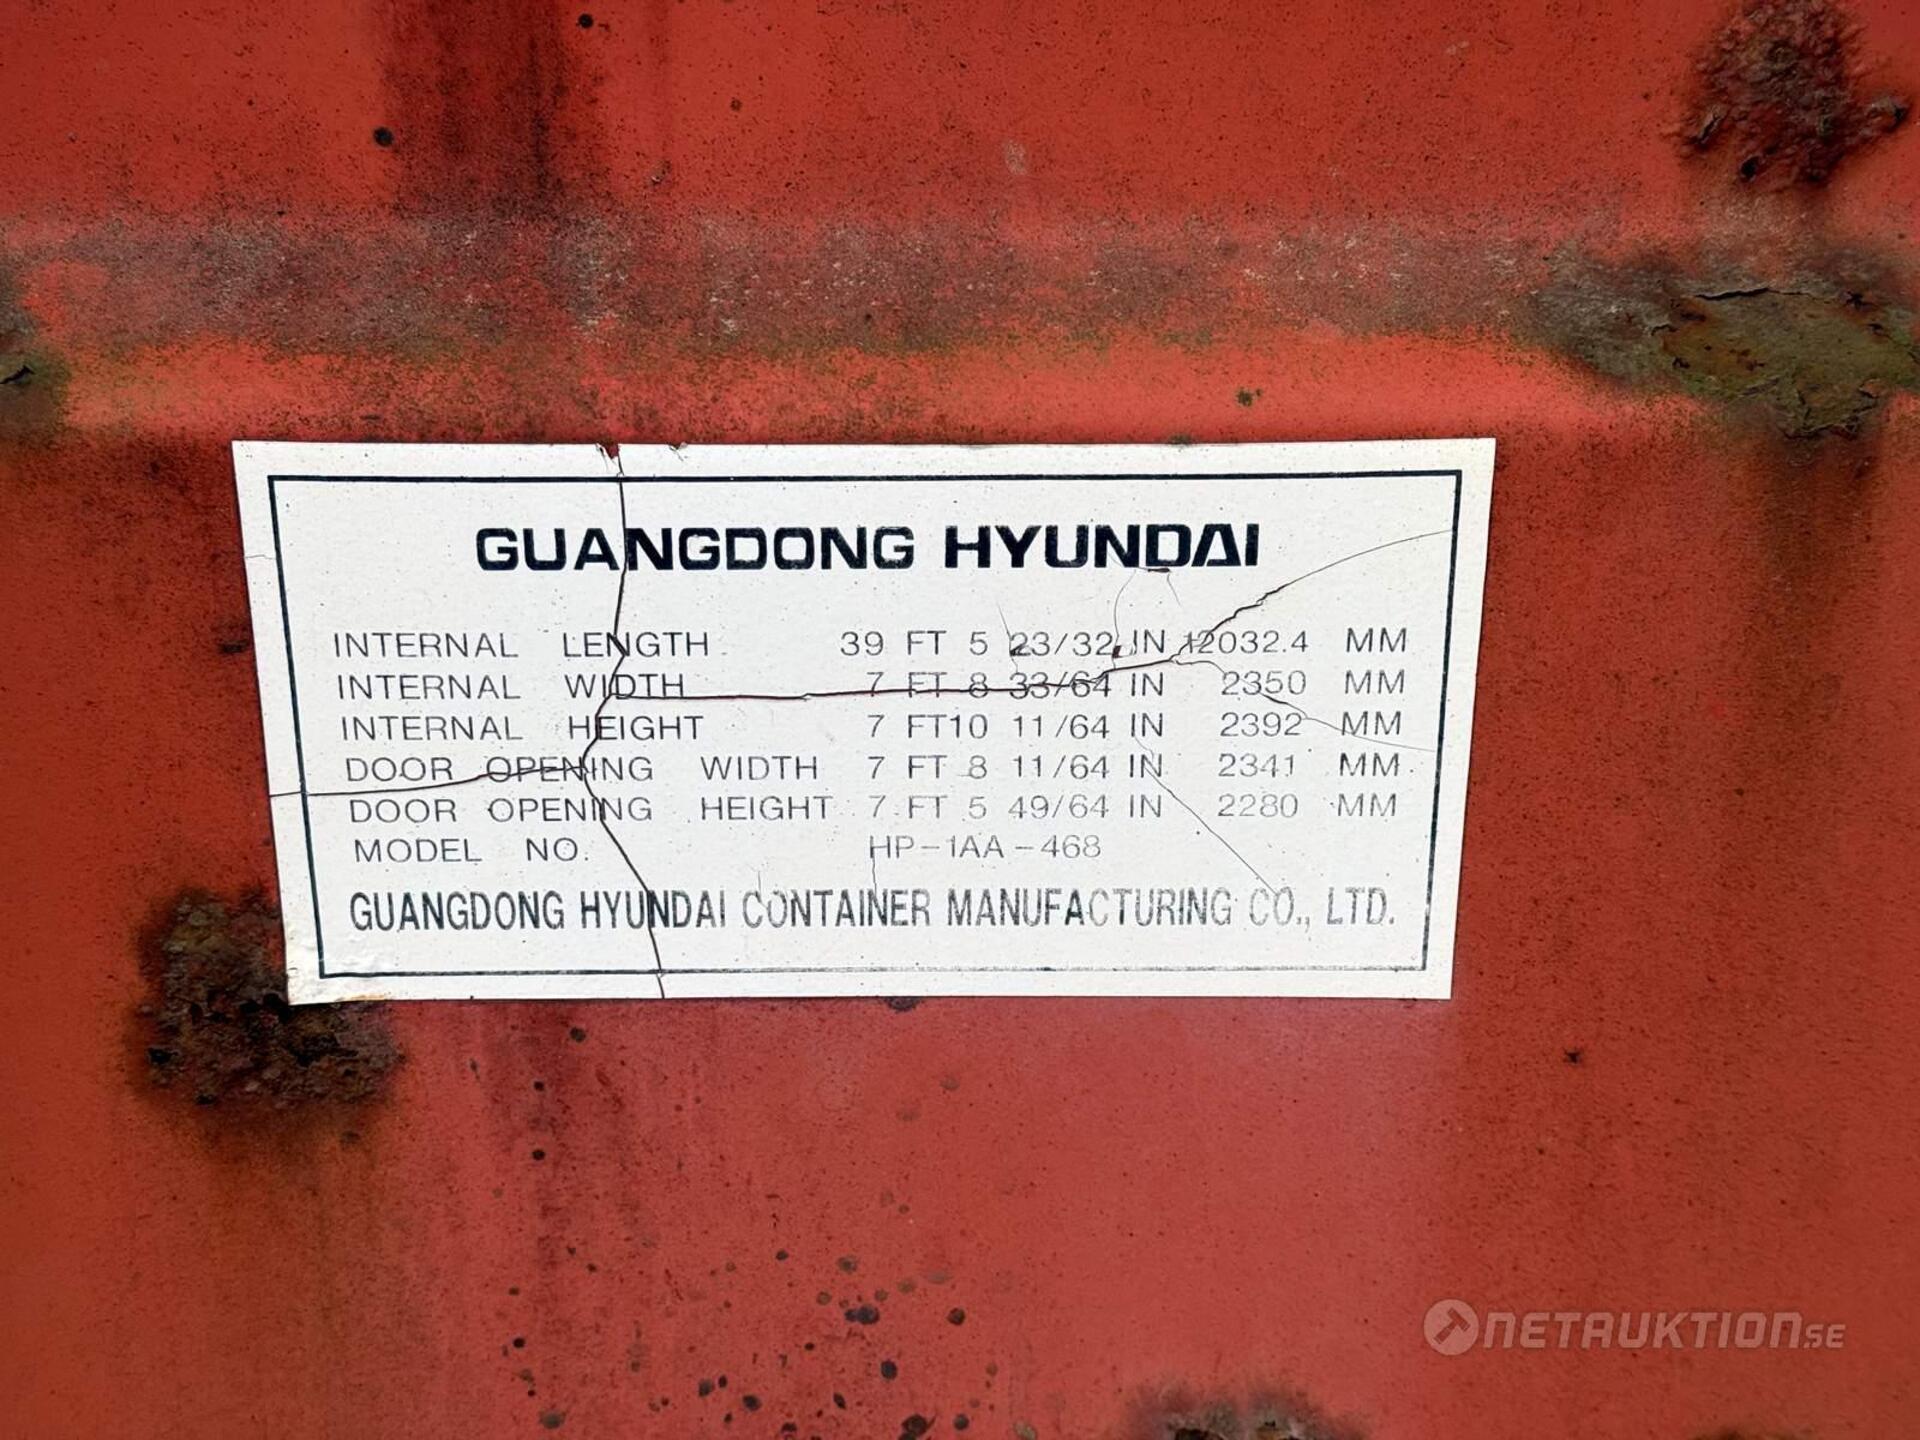 GUANGDONG HYUNDAI
INTERNAL LENGTH 39 FT 5 23/32 IN 12032.4 MM
INTERNAL WIDTH 7 FT 8 33/64 IN 2350 MM
INTERNAL HEIGHT 7 FT10 11/64 IN 2392 MM
DOOR OPENING WIDTH 7 FT 8 11/64 IN 2341 MM
DOOR OPENING HEIGHT 7 FT 5 49/64 IN 2280 MM
MODEL NO. HP-1AA-468
GUANGDONG HYUNDAI CONTAINER MANUFACTURING CO., LTD.
NETAUKTION.SE